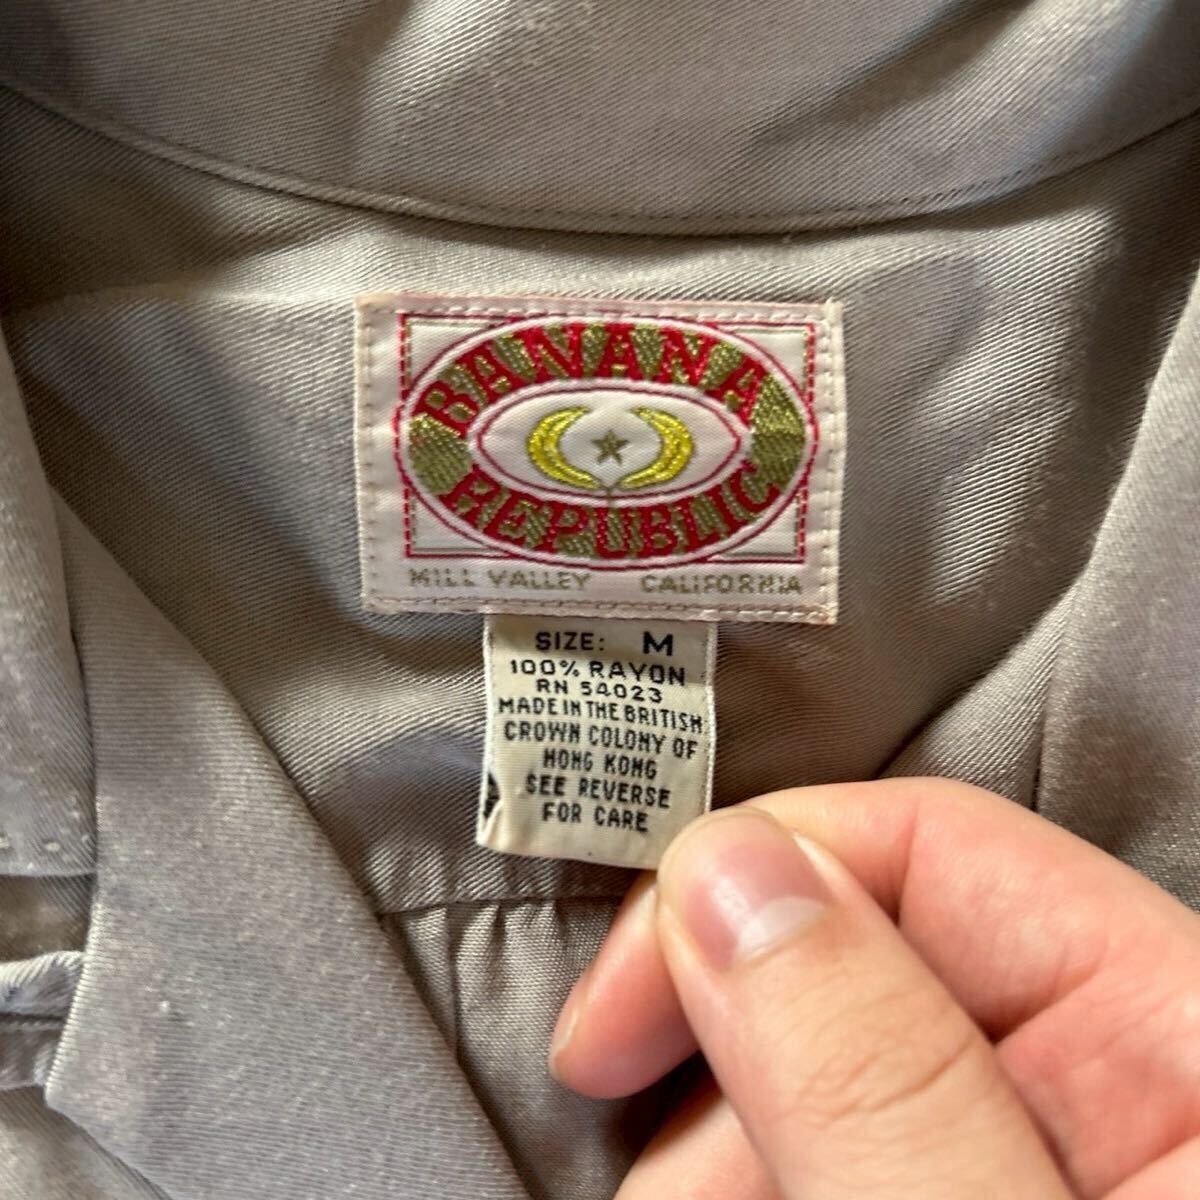 BANANA
REPUBLIC
MILL VALLEY CALIFORNIA
SIZE: M
100% RAYON
RN 54023
MADE IN THE BRITISH
CROWN COLONY OF
HONG KONG
SEE REVERSE
FOR CARE